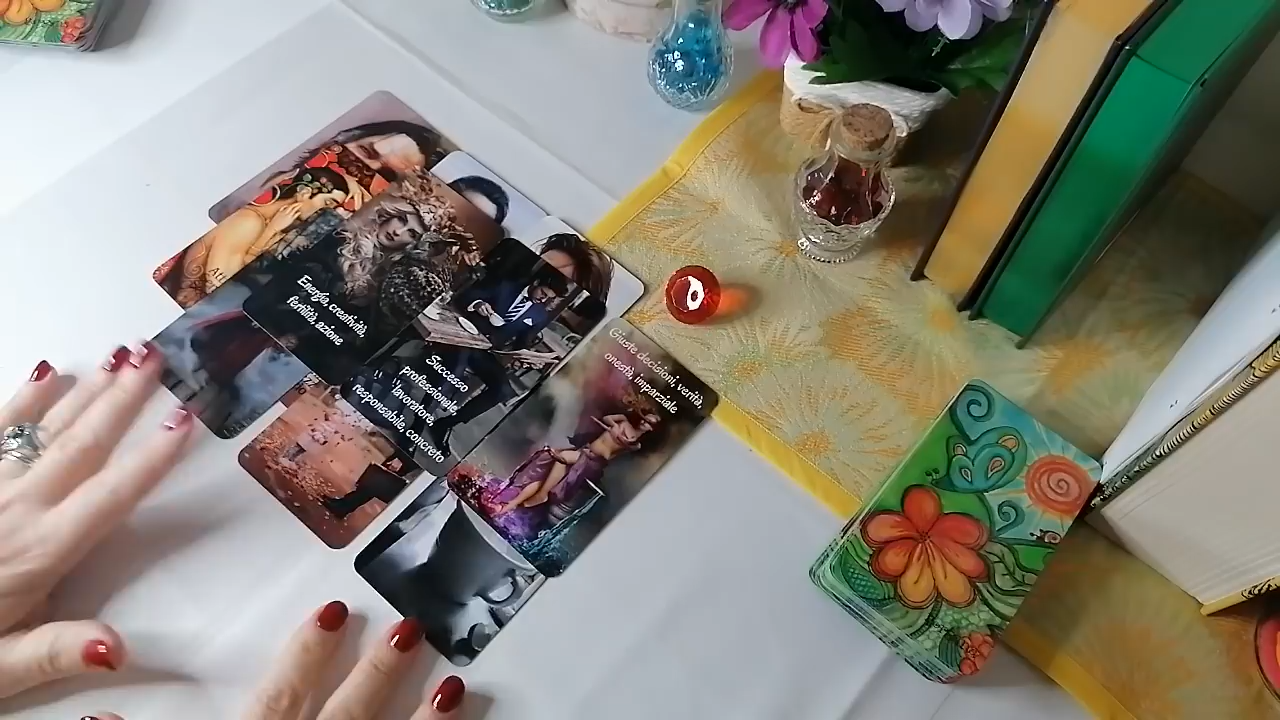 Energia, creatività,
fertilità, azione
Successo
professionale,
lavoratore,
responsabile, concreto
Giuste decisioni, verità,
onestà, imparziale